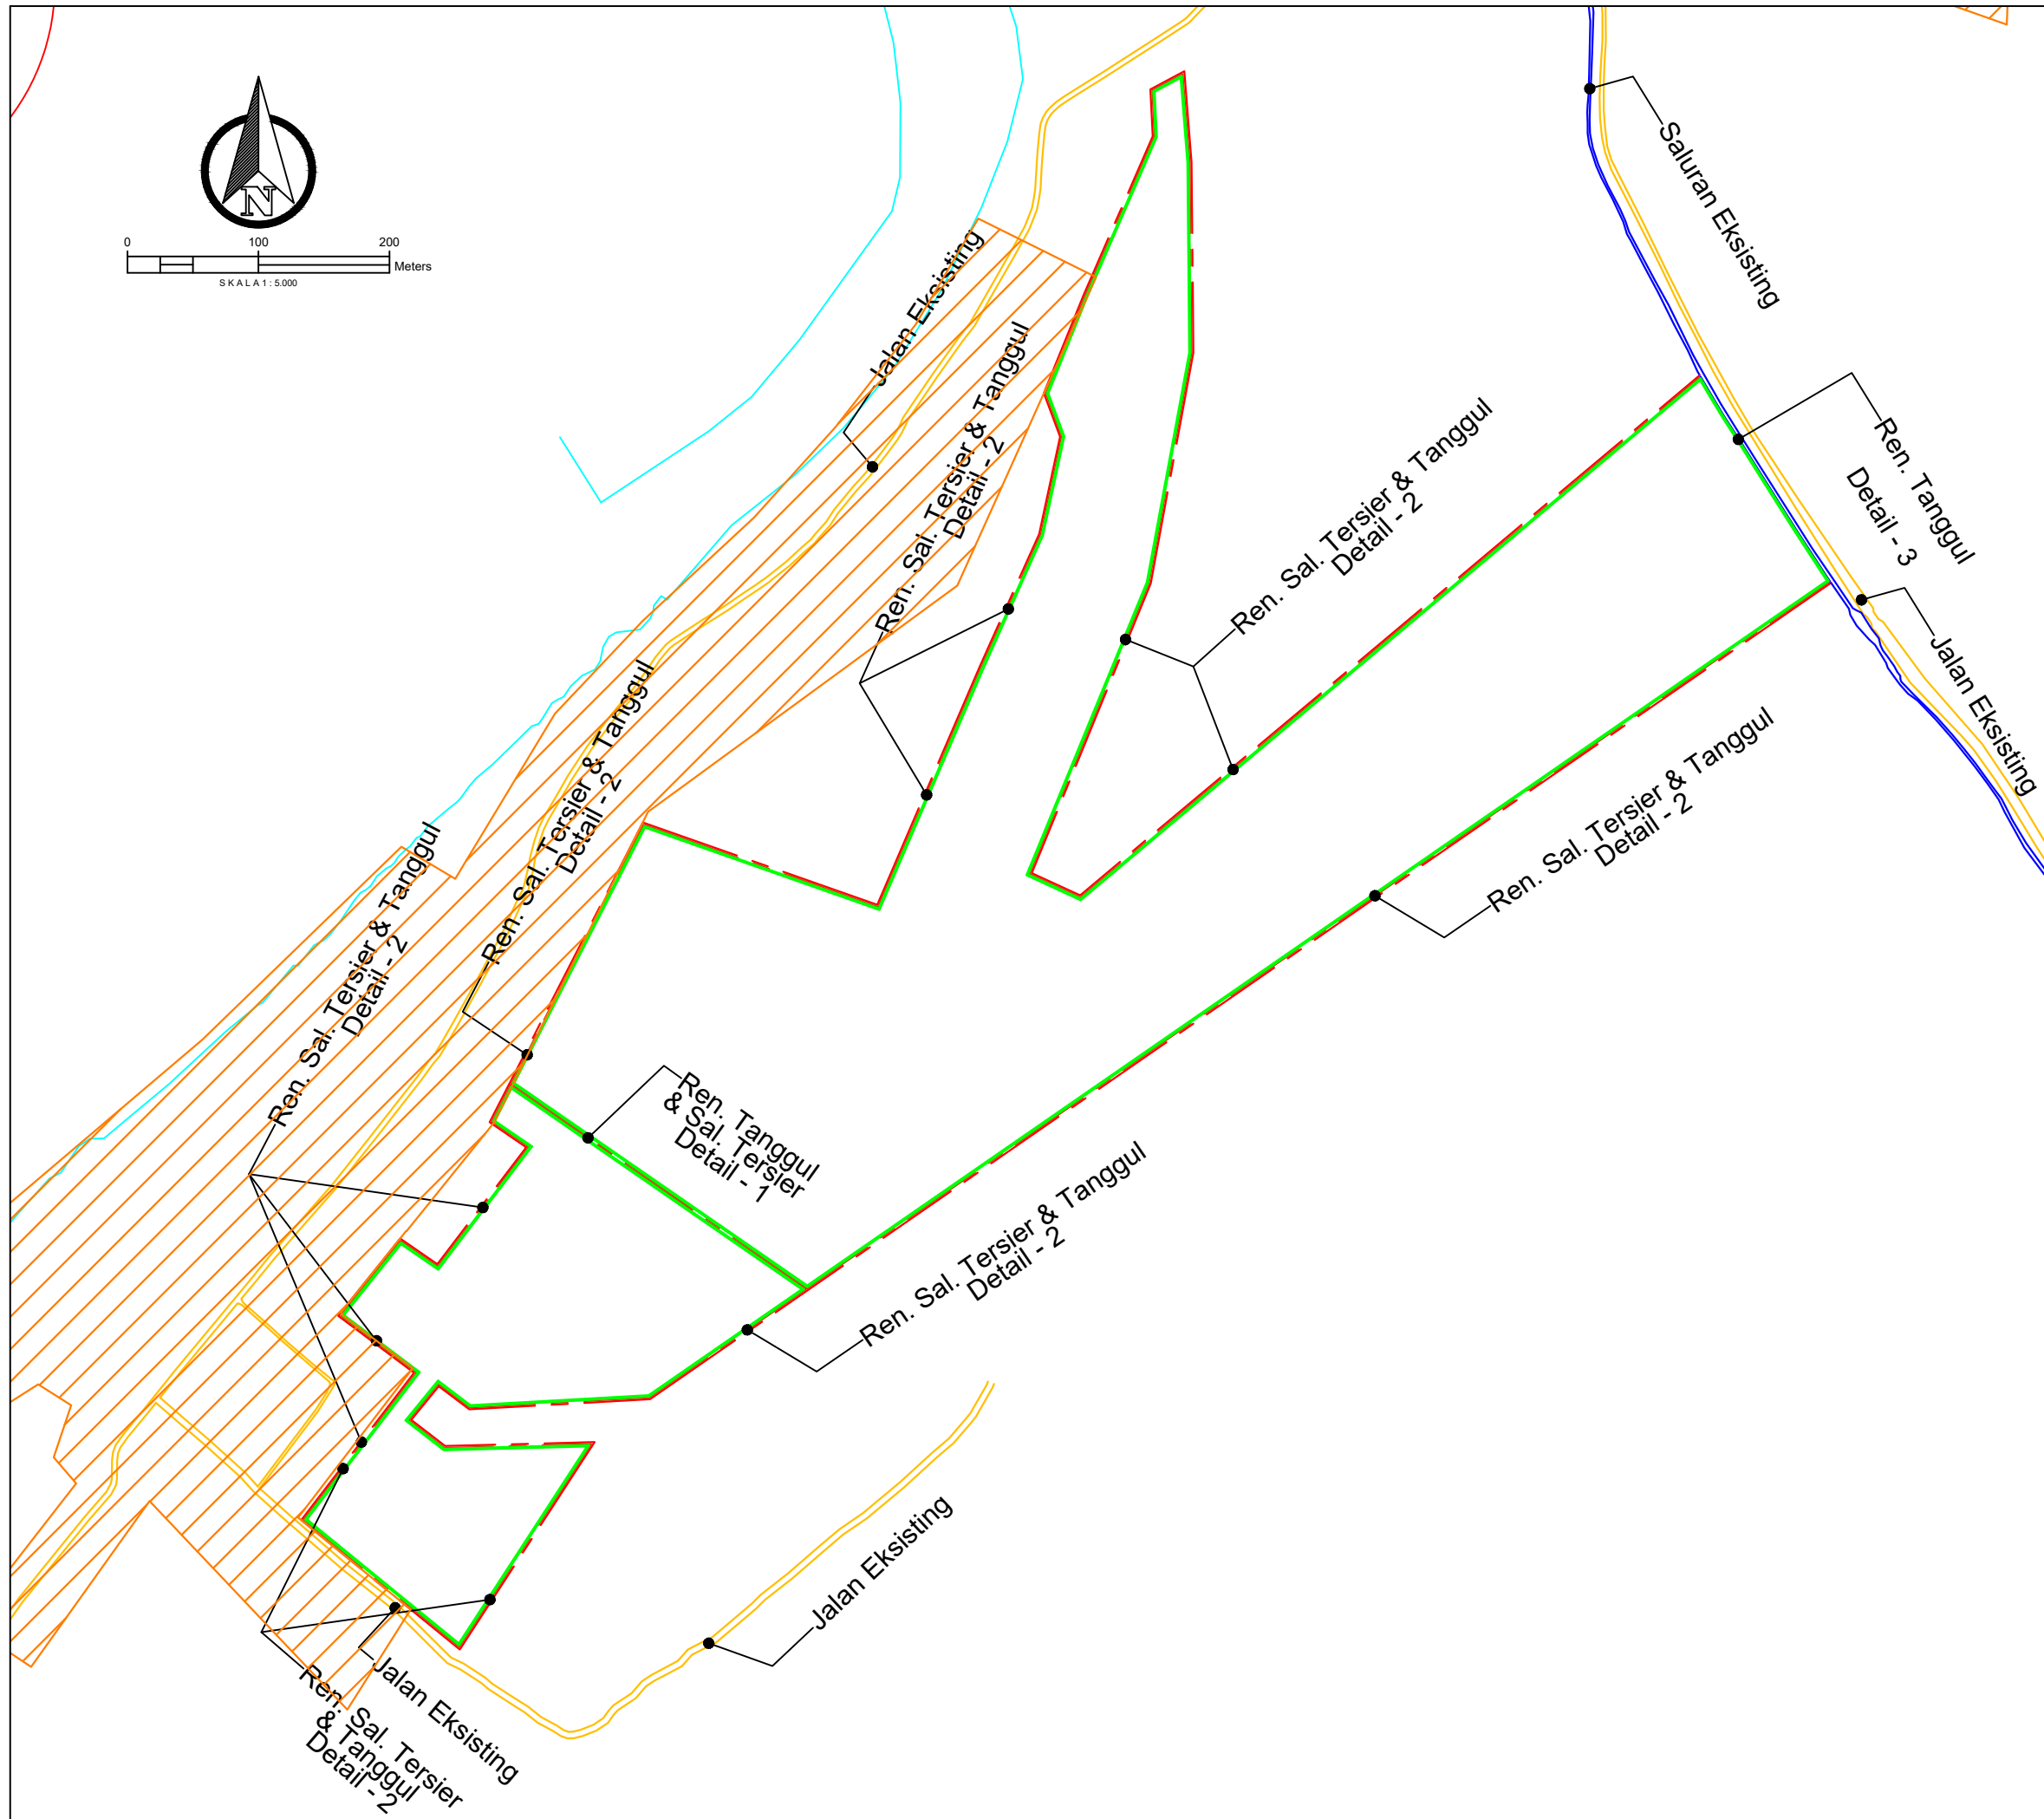 N
0 100 200
Meters
S K A L A 1 : 5.000
Saluran Eksisting
Jalan Eksisting
Ren. Sal. Tersier & Tanggul
Detail - 2
Ren. Sal. Tersier & Tanggul
Detail - 2
Ren. Tanggul
Detail - 3
Jalan Eksisting
Ren. Sal. Tersier & Tanggul
Detail - 2
Ren. Sal. Tersier & Tanggul
Detail - 2
Ren. Sal. Tersier & Tanggul
Detail - 2
Ren. Tanggul
& Sal. Tersier
Detail - 1
Ren. Sal. Tersier & Tanggul
Detail - 2
Jalan Eksisting
Jalan Eksisting
Ren. Sal. Tersier
& Tanggul
Detail - 2